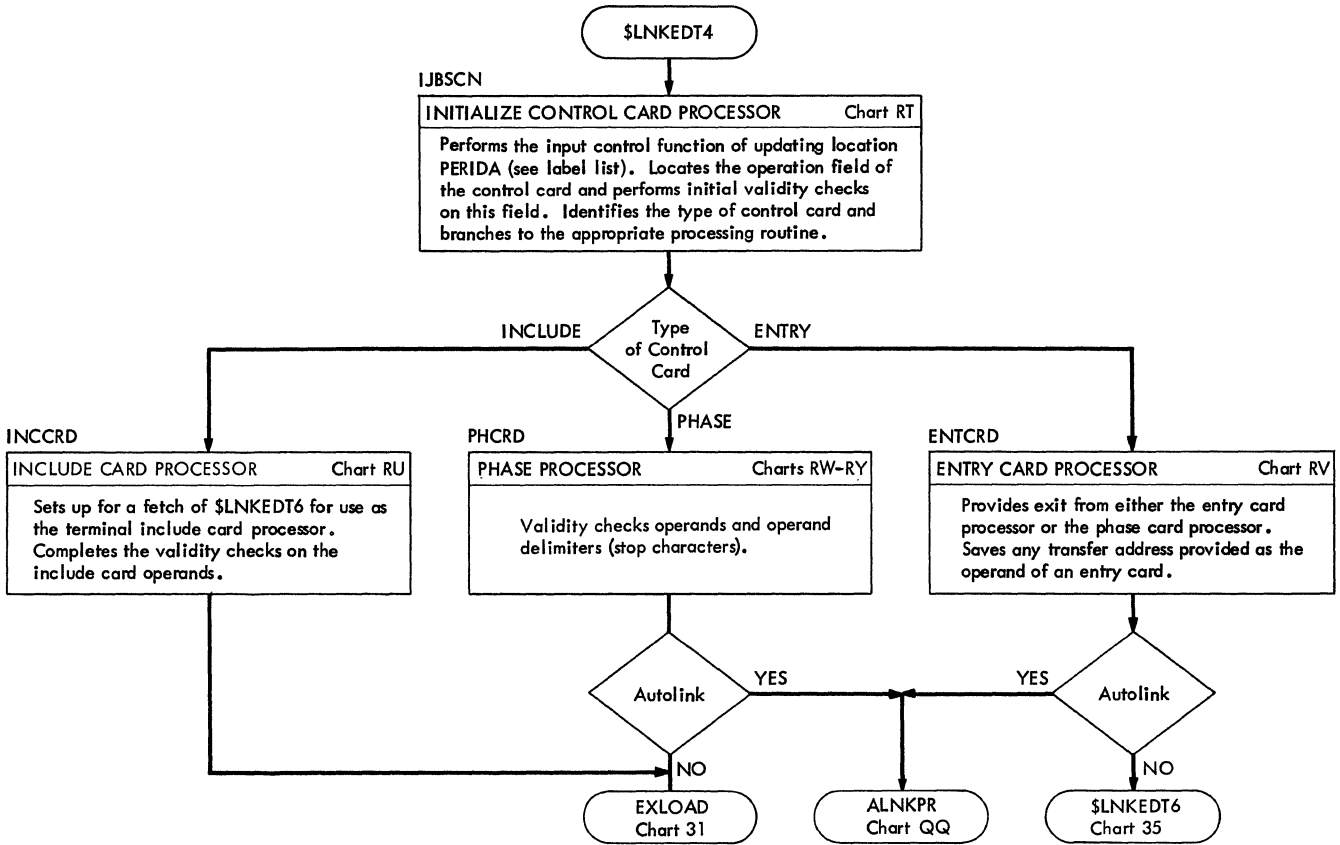 $LNKEDT4
IJBSCN
INITIALIZE CONTROL CARD PROCESSOR Chart RT
Performs the input control function of updating location
PERIDA (see label list). Locates the operation field of
the control card and performs initial validity checks
on this field. Identifies the type of control card and
branches to the appropriate processing routine.
INCLUDE
Type
of Control
Card
ENTRY
PHASE
INCCRD
INCLUDE CARD PROCESSOR Chart RU
Sets up for a fetch of $LNKEDT6 for use as
the terminal include card processor.
Completes the validity checks on the
include card operands.
PHCRD
PHASE PROCESSOR Charts RW-RY
Validity checks operands and operand
delimiters (stop characters).
ENTCRD
ENTRY CARD PROCESSOR Chart RV
Provides exit from either the entry card
processor or the phase card processor.
Saves any transfer address provided as the
operand of an entry card.
Autolink
YES
YES
Autolink
NO
NO
EXLOAD
Chart 31
ALNKPR
Chart QQ
$LNKEDT6
Chart 35